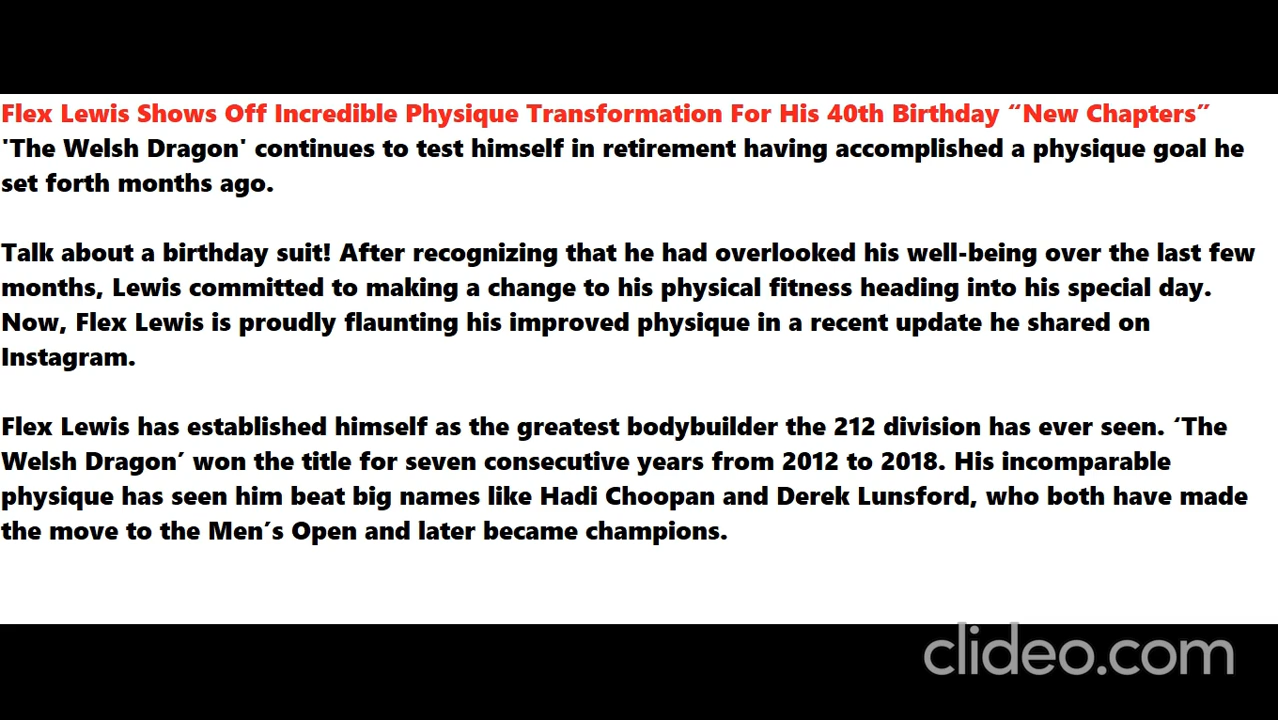 Flex Lewis Shows Off Incredible Physique Transformation For His 40th Birthday “New Chapters”
'The Welsh Dragon' continues to test himself in retirement having accomplished a physique goal he
set forth months ago.
Talk about a birthday suit! After recognizing that he had overlooked his well-being over the last few
months, Lewis committed to making a change to his physical fitness heading into his special day.
Now, Flex Lewis is proudly flaunting his improved physique in a recent update he shared on
Instagram.
Flex Lewis has established himself as the greatest bodybuilder the 212 division has ever seen. ‘The
Welsh Dragon’ won the title for seven consecutive years from 2012 to 2018. His incomparable
physique has seen him beat big names like Hadi Choopan and Derek Lunsford, who both have made
the move to the Men’s Open and later became champions.
clideo.com